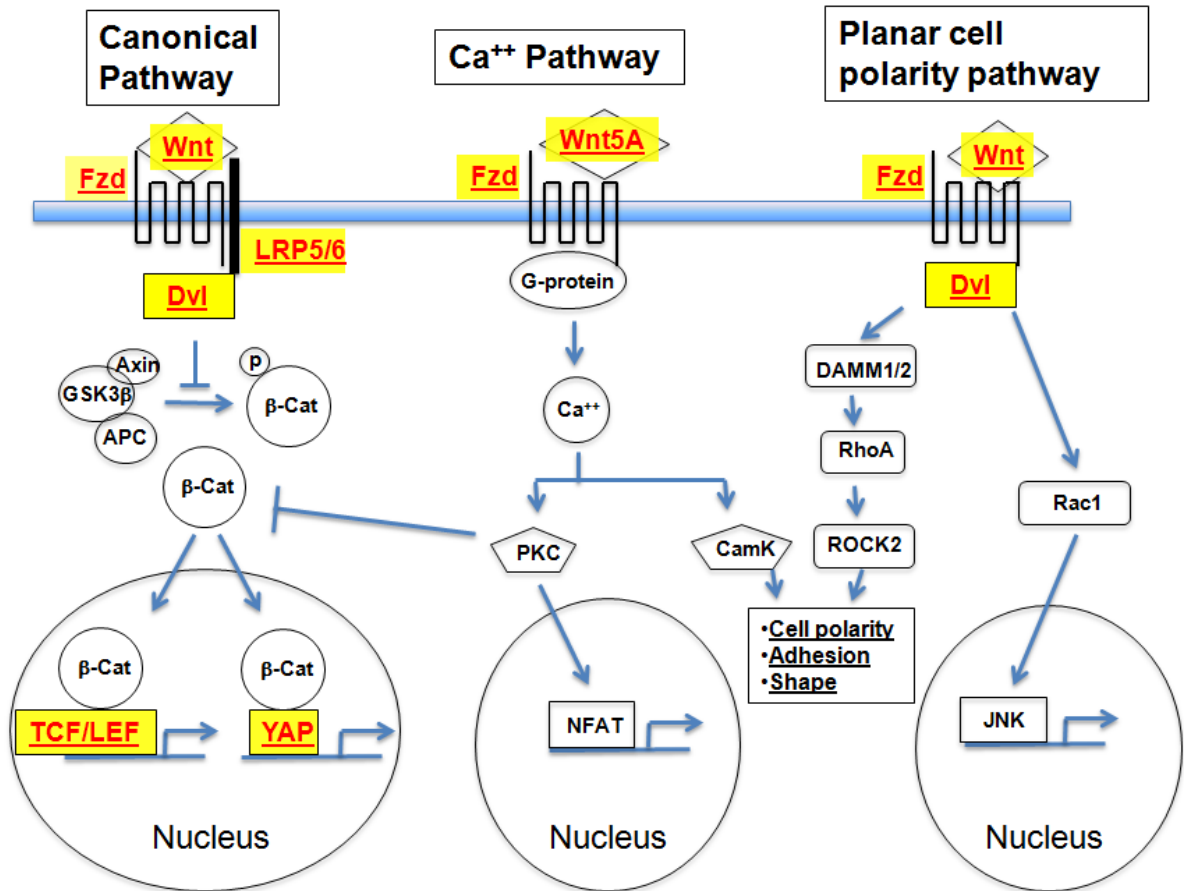 Canonical
Pathway
Ca++ Pathway
Planar cell
polarity pathway
Wnt
Fzd
LRP5/6
Dvl
Axin
GSK3β
APC
p
β-Cat
β-Cat
β-Cat
TCF/LEF
β-Cat
YAP
Nucleus
Wnt5A
Fzd
G-protein
Ca++
PKC
CamK
NFAT
Nucleus
Wnt
Fzd
Dvl
DAMM1/2
RhoA
ROCK2
•Cell polarity
•Adhesion
•Shape
Rac1
JNK
Nucleus